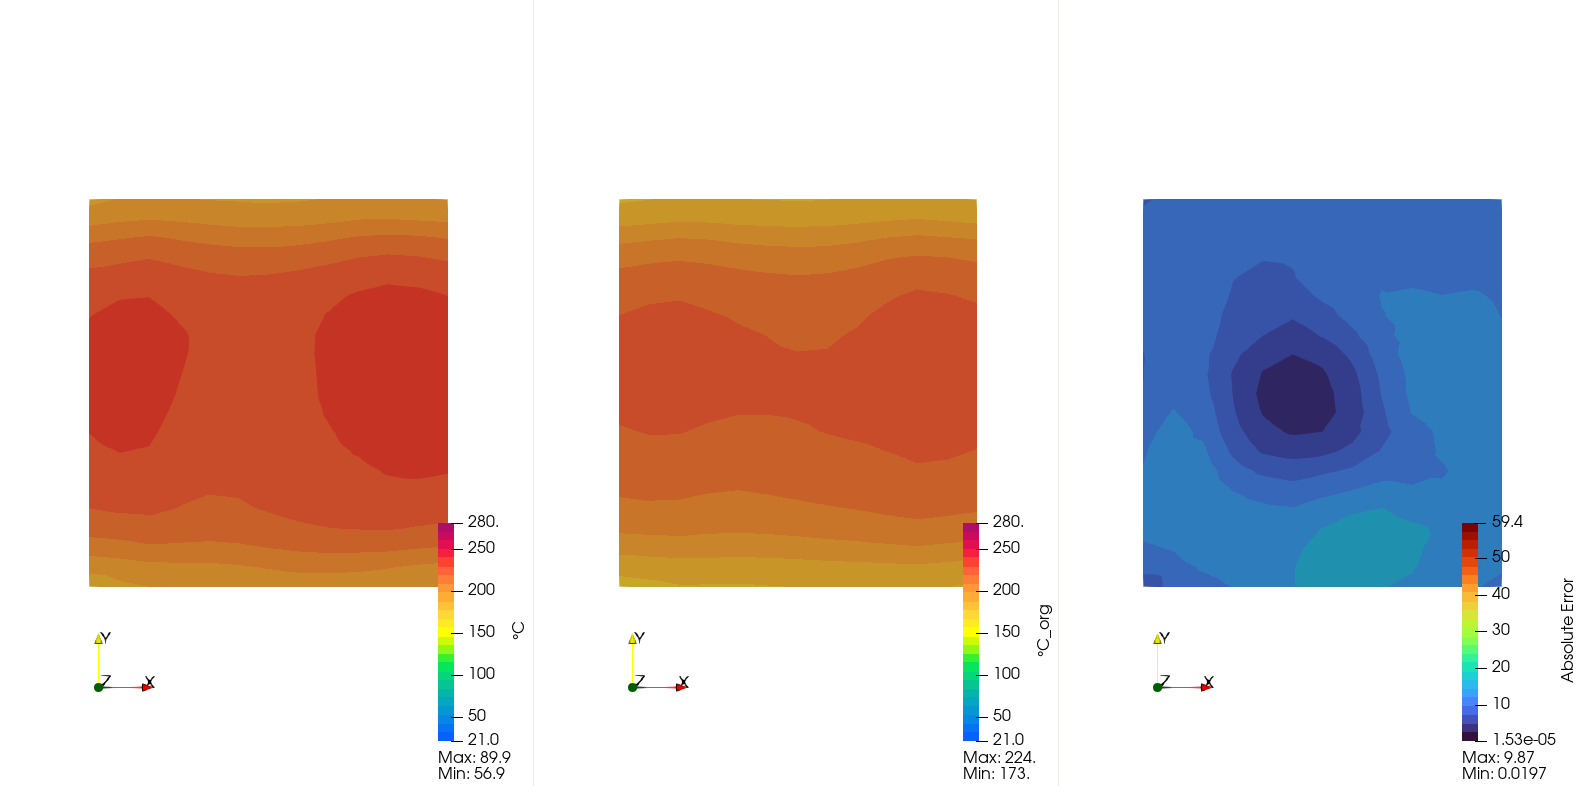 280.
250
200
150
100
50
21.0
°C
Max: 89.9
Min: 56.9
Y
Z
X
280.
250
200
150
100
50
21.0
°C_org
Max: 224.
Min: 173.
Y
Z
X
59.4
50
40
30
20
10
1.53e-05
Absolute Error
Max: 9.87
Min: 0.0197
Y
Z
X